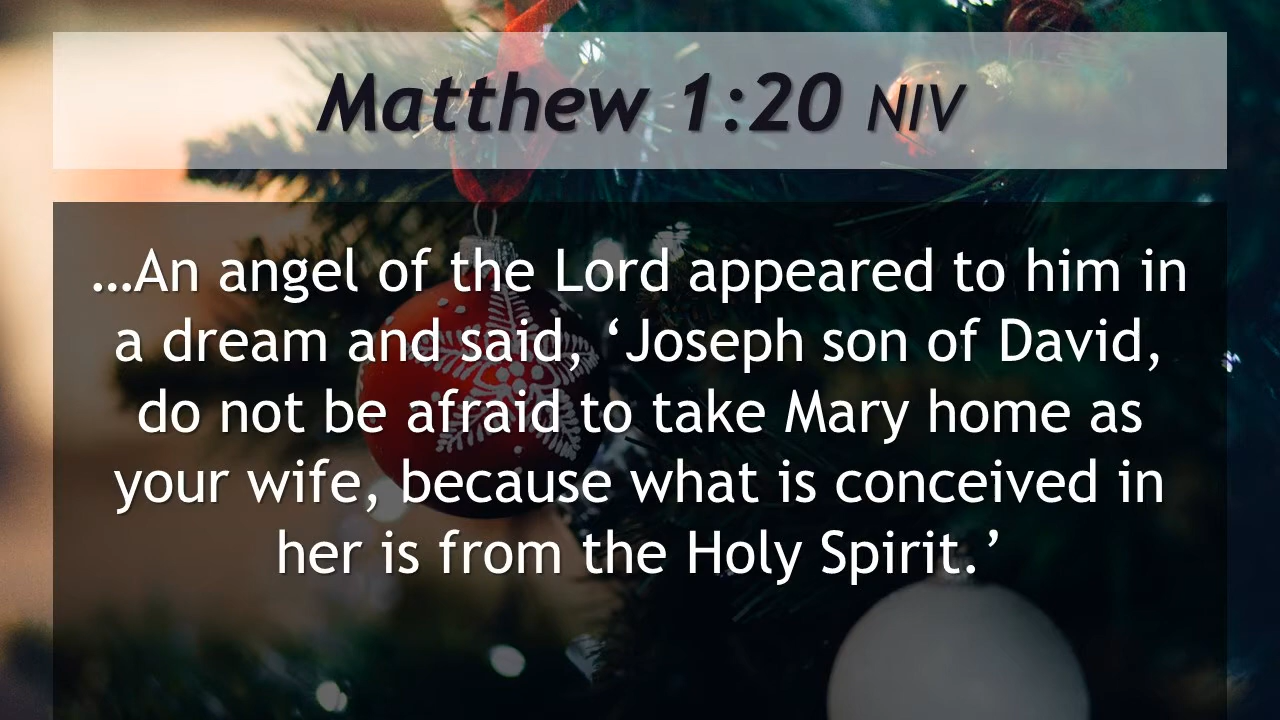 Matthew 1:20 NIV
…An angel of the Lord appeared to him in
a dream and said, ‘Joseph son of David,
do not be afraid to take Mary home as
your wife, because what is conceived in
her is from the Holy Spirit.’